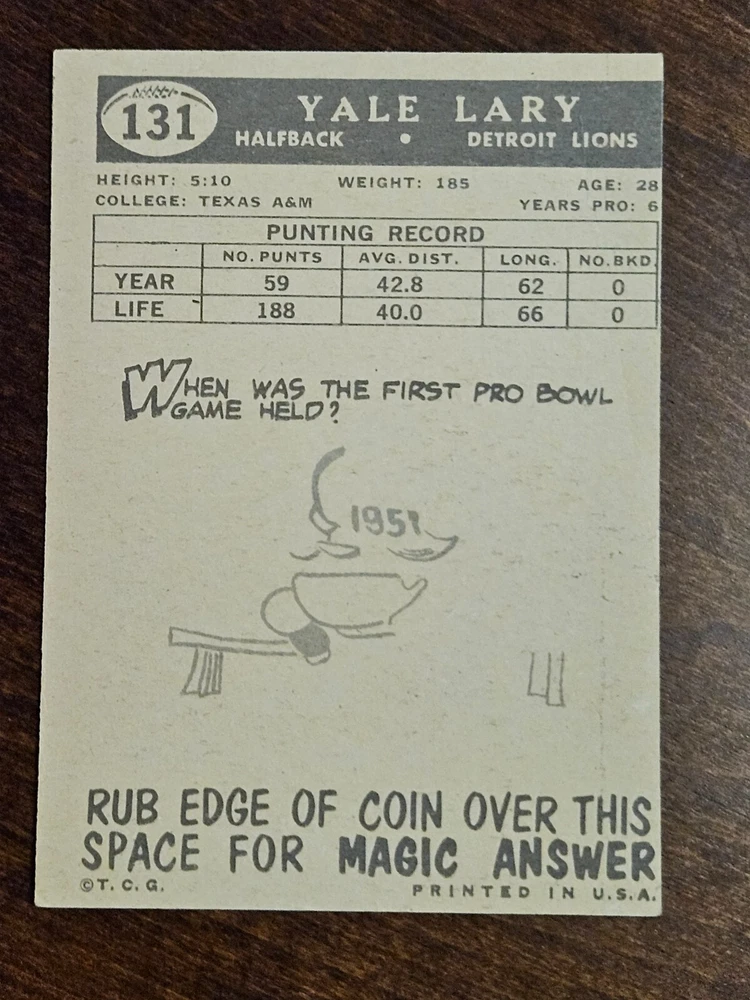 131
YALE LARY
HALFBACK • DETROIT LIONS
HEIGHT: 5:10 WEIGHT: 185 AGE: 28
COLLEGE: TEXAS A&M YEARS PRO: 6
PUNTING RECORD
NO. PUNTS AVG. DIST. LONG. NO.BKD.
YEAR 59 42.8 62 0
LIFE 188 40.0 66 0
WHEN WAS THE FIRST PRO BOWL
GAME HELD?
1951
RUB EDGE OF COIN OVER THIS
SPACE FOR MAGIC ANSWER
©T. C. G. PRINTED IN U.S.A.